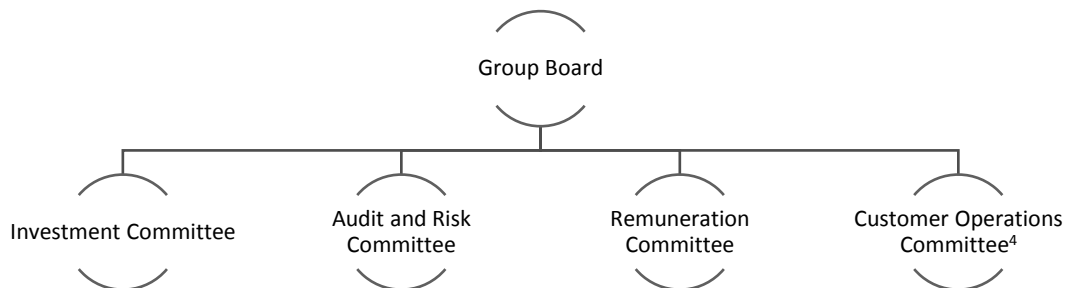 Group Board
Investment Committee
Audit and Risk
Committee
Remuneration
Committee
Customer Operations
Committee⁴